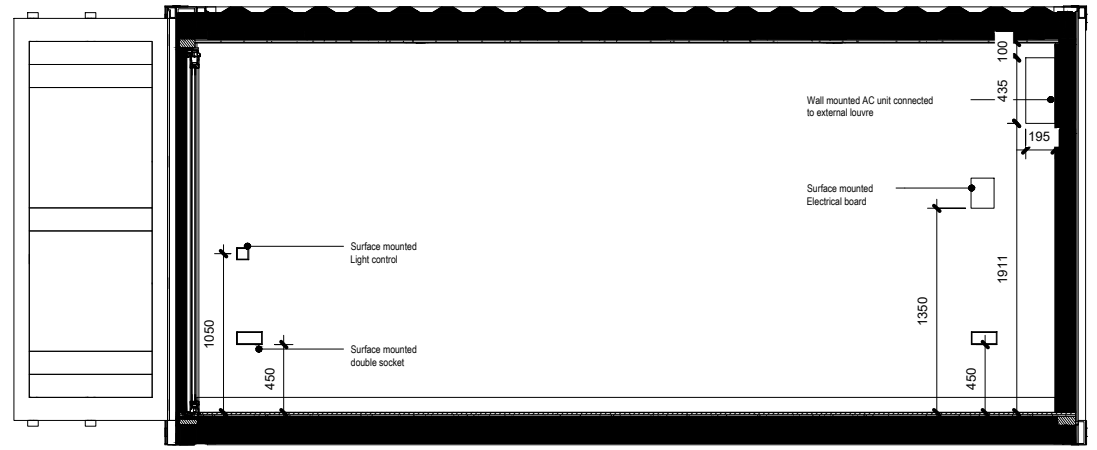 100
435
Wall mounted AC unit connected
to external louvre
195
Surface mounted
Electrical board
Surface mounted
Light control
1911
1350
1050
Surface mounted
double socket
450
450